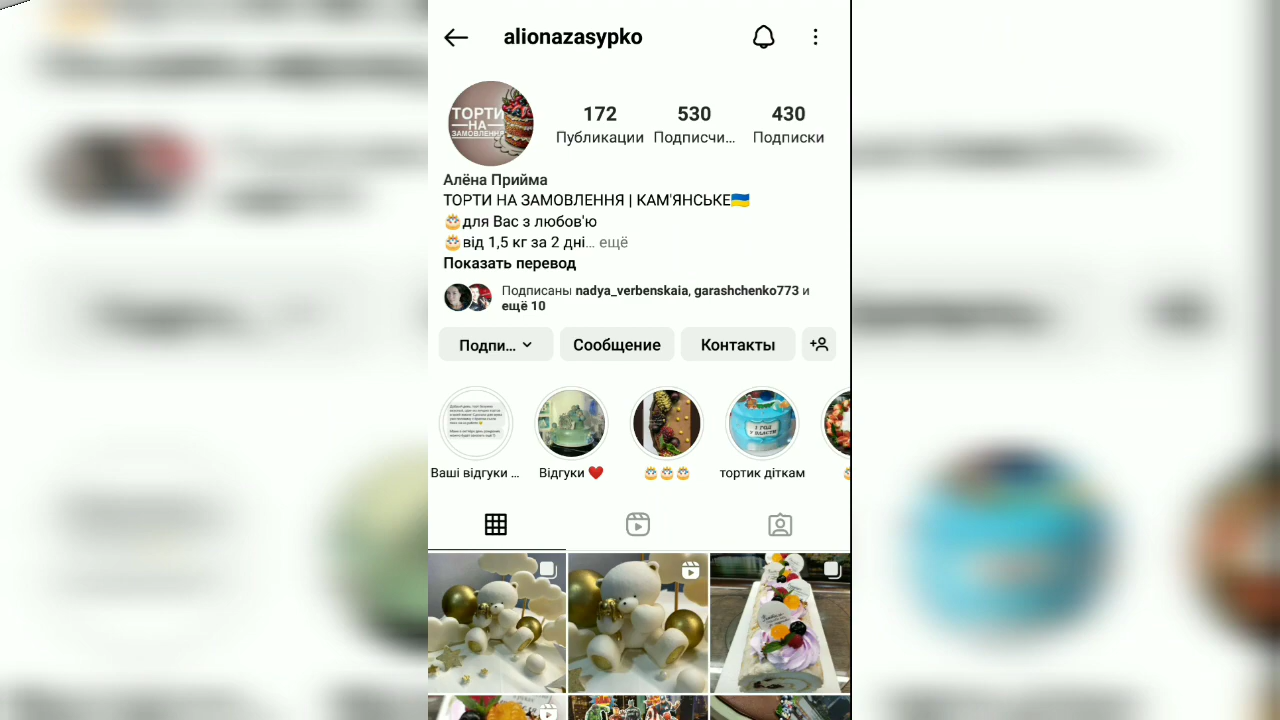 alionazasypko
ТОРТИ
НА
ЗАМОВЛЕННЯ
172
Публикации
530
Подписчи...
430
Подписки
Алёна Прийма
ТОРТИ НА ЗАМОВЛЕННЯ | КАМ'ЯНСЬКЕ🇺🇦
🎂для Вас з любов'ю
🎂від 1,5 кг за 2 дні... ещё
Показать перевод
Подписаны nadya_verbenskaia, garashchenko773 и
ещё 10
Подпи...
Сообщение
Контакты
1 ГОД
У ВЛАСТИ
Ваші відгуки ...
Відгуки ❤️
🎂🎂🎂
тортик діткам